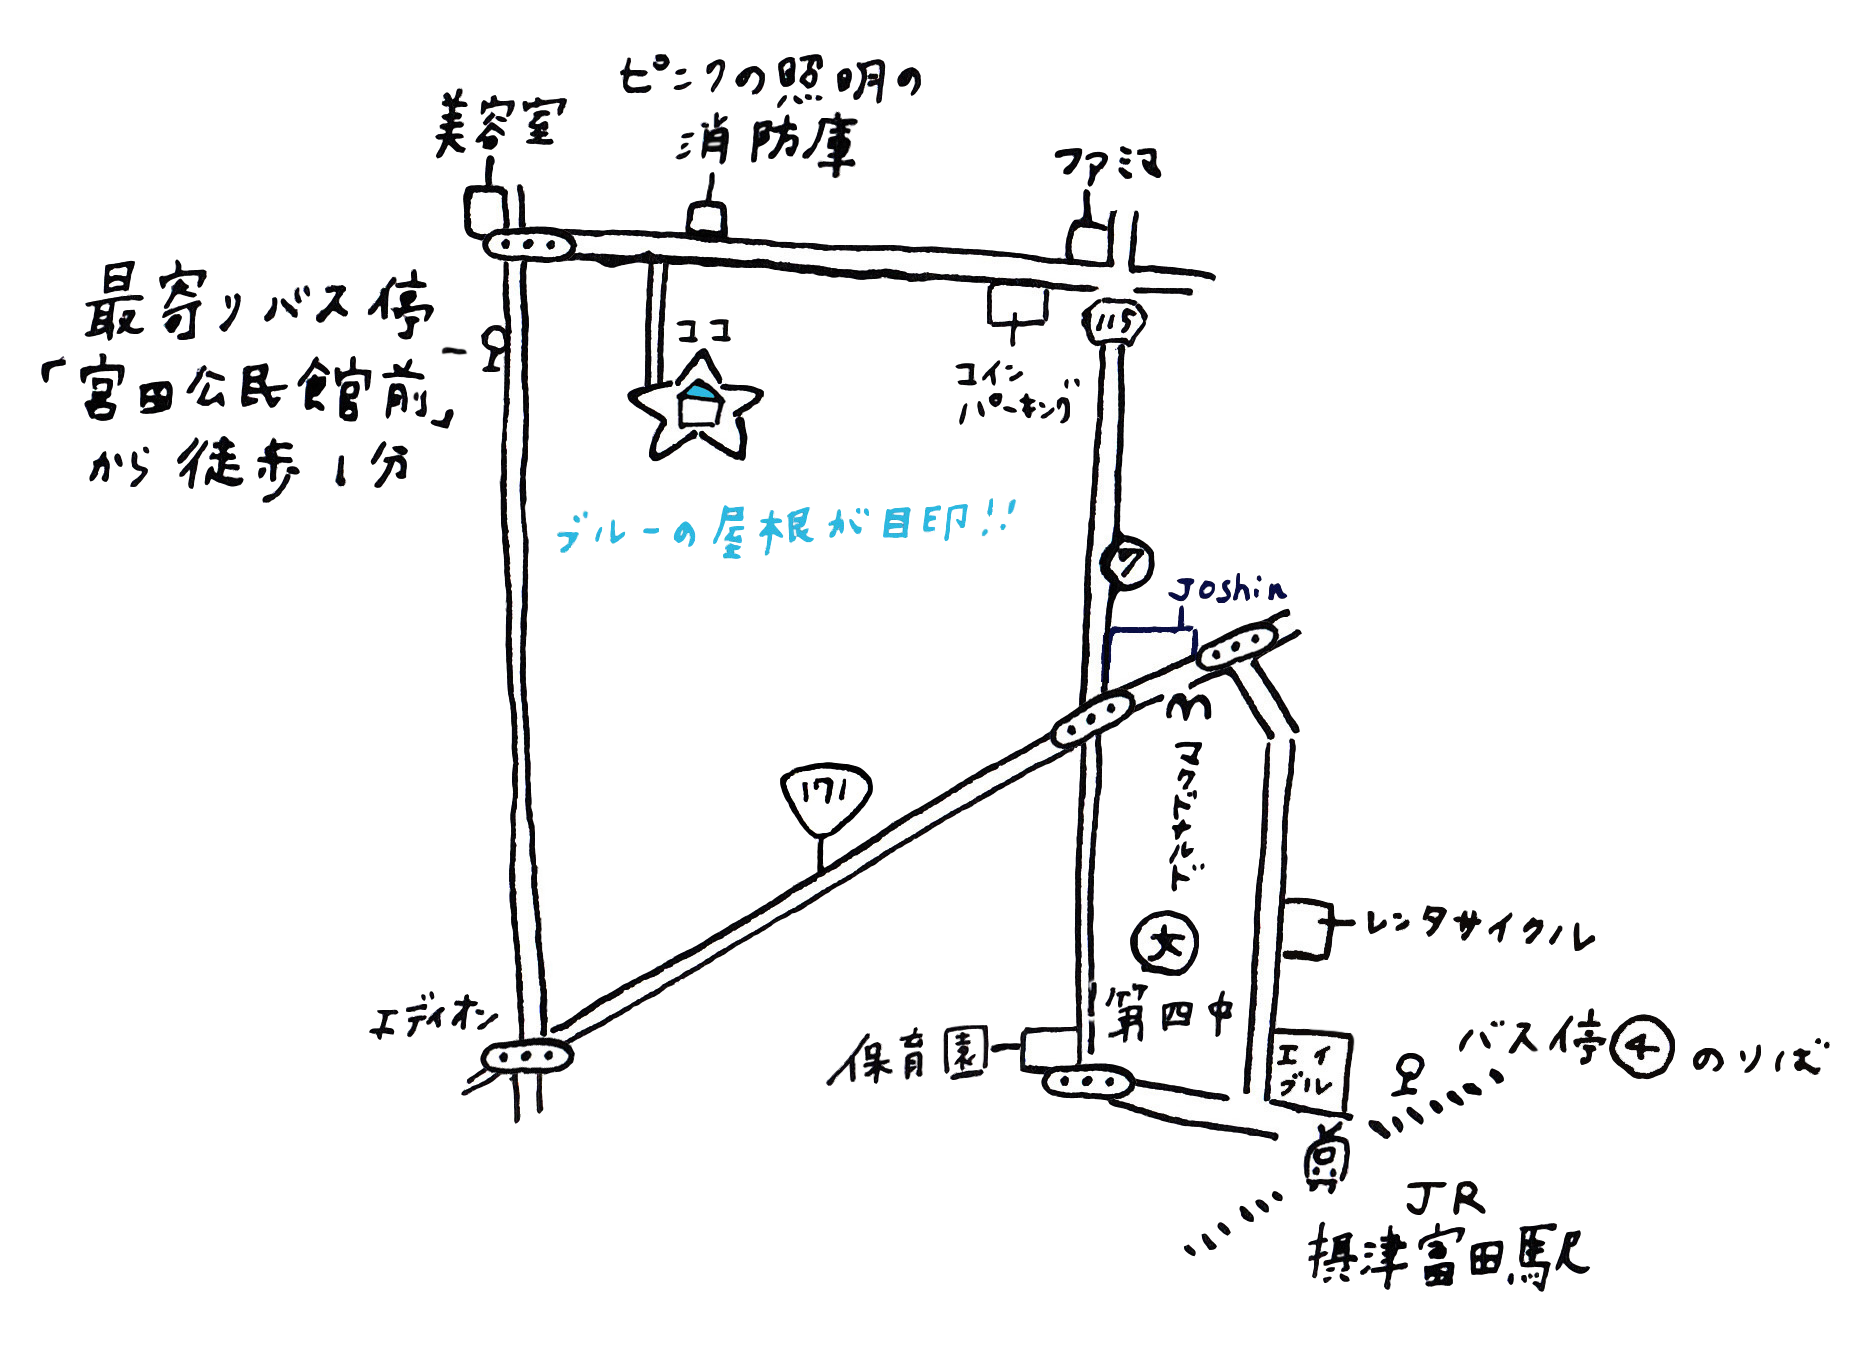 ピンクの照明の
消防庫
美容室
ファミマ
最寄りバス停
「宮田公民館前」
から徒歩1分
ココ
115
コイン
パーキング
ブルーの屋根が目印!!
7
Joshin
171
マクドナルド
文
第四中
レンタサイクル
エディオン
保育園
エイ
ブル
バス停④のりば
JR
摂津富田駅